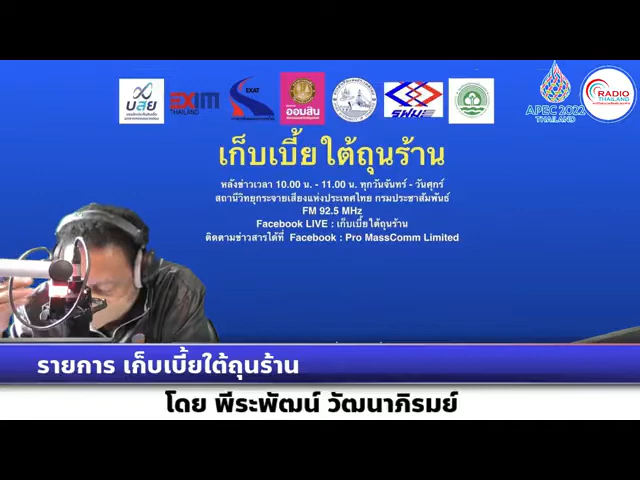 บสย
EXIM
THAILAND
EXAT
ออมสิน
รฟม
APEC 2022
THAILAND
RADIO
THAILAND
เก็บเบี้ยใต้ถุนร้าน
หลังข่าวเวลา 10.00 น. - 11.00 น. ทุกวันจันทร์ - วันศุกร์
สถานีวิทยุกระจายเสียงแห่งประเทศไทย กรมประชาสัมพันธ์
FM 92.5 MHz
Facebook LIVE : เก็บเบี้ยใต้ถุนร้าน
ติดตามข่าวสารได้ที่ Facebook : Pro MassComm Limited
รายการ เก็บเบี้ยใต้ถุนร้าน
โดย พีระพัฒน์ วัฒนาภิรมย์